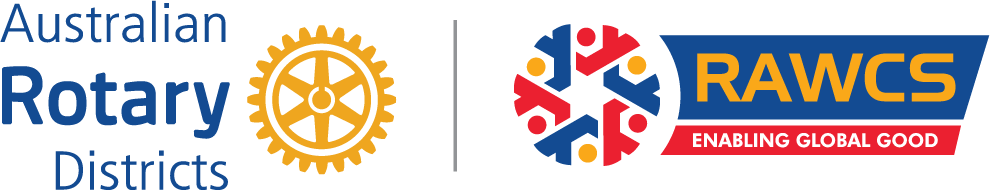 Australian
Rotary
Districts
RAWCS
ENABLING GLOBAL GOOD